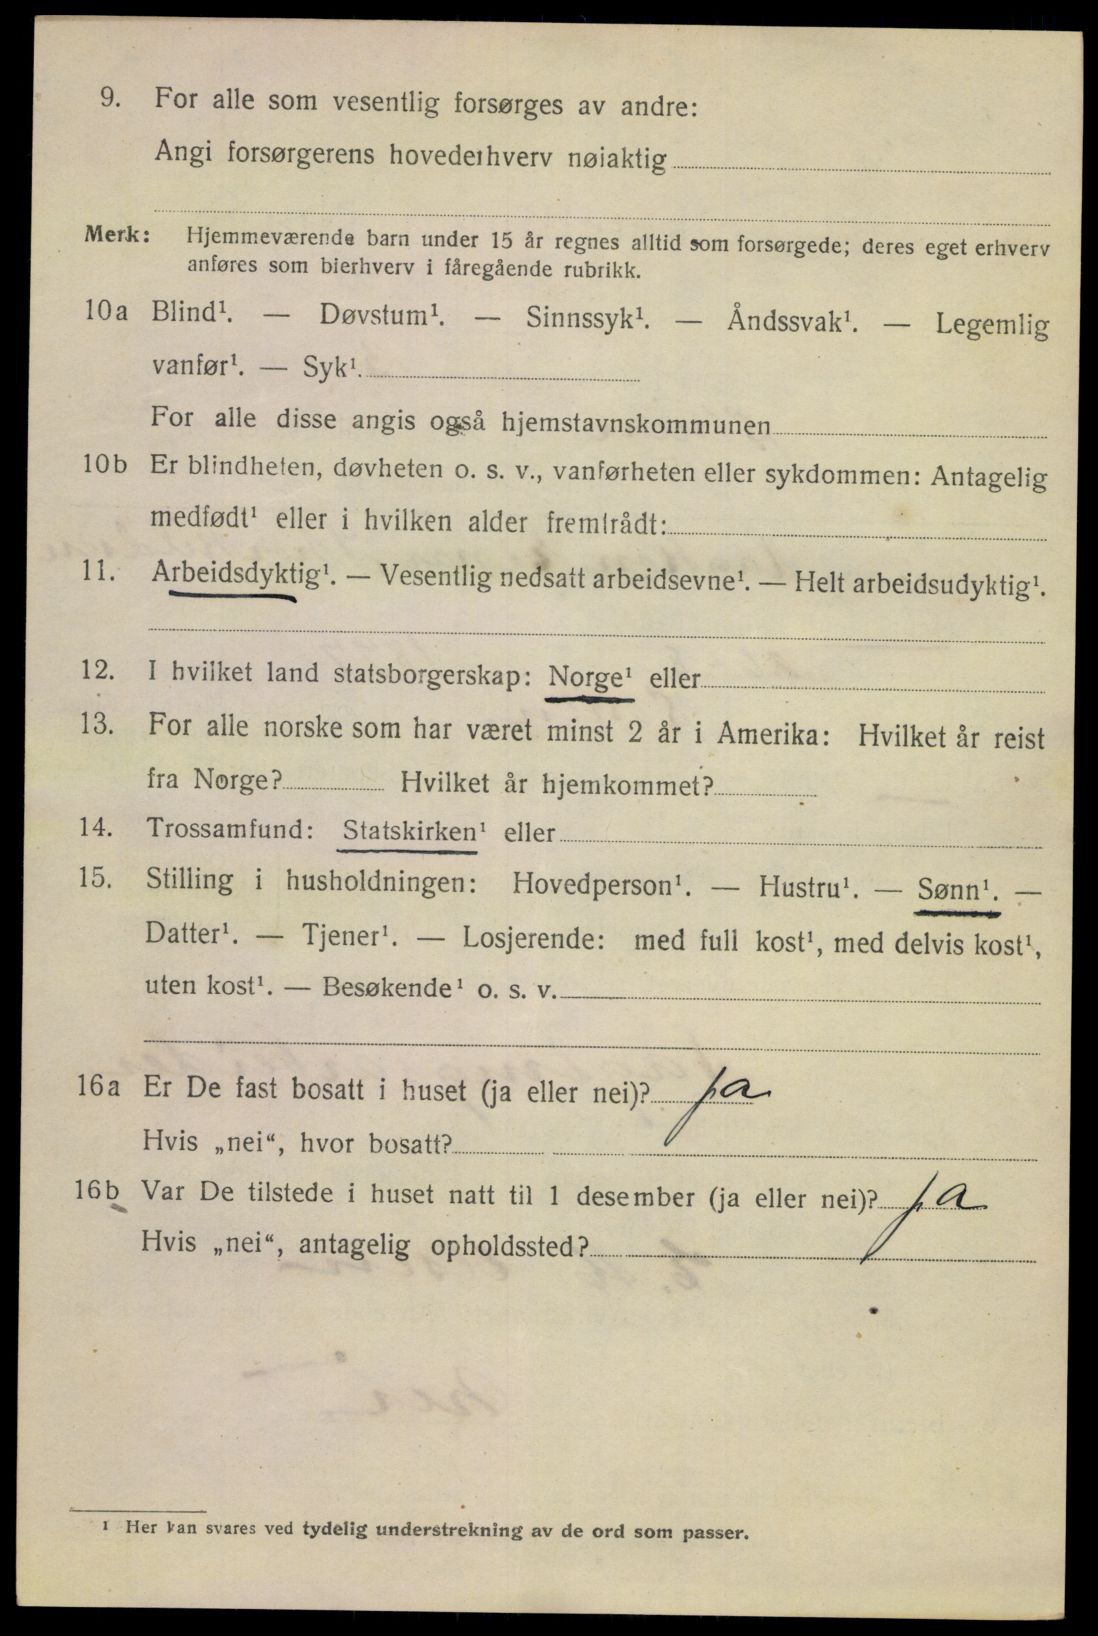 9. For alle som vesentlig forsørges av andre:
Angi forsørgerens hovederhverv nøiaktig
Merk: Hjemmeværende barn under 15 år regnes alltid som forsørgede; deres eget erhverv
anføres som bierhverv i fåregående rubrikk.
10a Blind¹. — Døvstum¹. — Sinnssyk¹. — Åndssvak¹. — Legemlig
vanfør¹. — Syk¹.
For alle disse angis også hjemstavnskommunen
10b Er blindheten, døvheten o. s. v., vanførheten eller sykdommen: Antagelig
medfødt¹ eller i hvilken alder fremtrådt:
11. Arbeidsdyktig¹. — Vesentlig nedsatt arbeidsevne¹. — Helt arbeidsudyktig¹.
12. I hvilket land statsborgerskap: Norge¹ eller
13. For alle norske som har været minst 2 år i Amerika: Hvilket år reist
fra Norge? Hvilket år hjemkommet?
14. Trossamfund: Statskirken¹ eller
15. Stilling i husholdningen: Hovedperson¹. — Hustru¹. — Sønn¹. —
Datter¹. — Tjener¹. — Losjerende: med full kost¹, med delvis kost¹,
uten kost¹. — Besøkende¹ o. s. v.
16a Er De fast bosatt i huset (ja eller nei)? ja
Hvis „nei“, hvor bosatt?
16b Var De tilstede i huset natt til 1 desember (ja eller nei)? ja
Hvis „nei“, antagelig opholdssted?
¹ Her kan svares ved tydelig understrekning av de ord som passer.